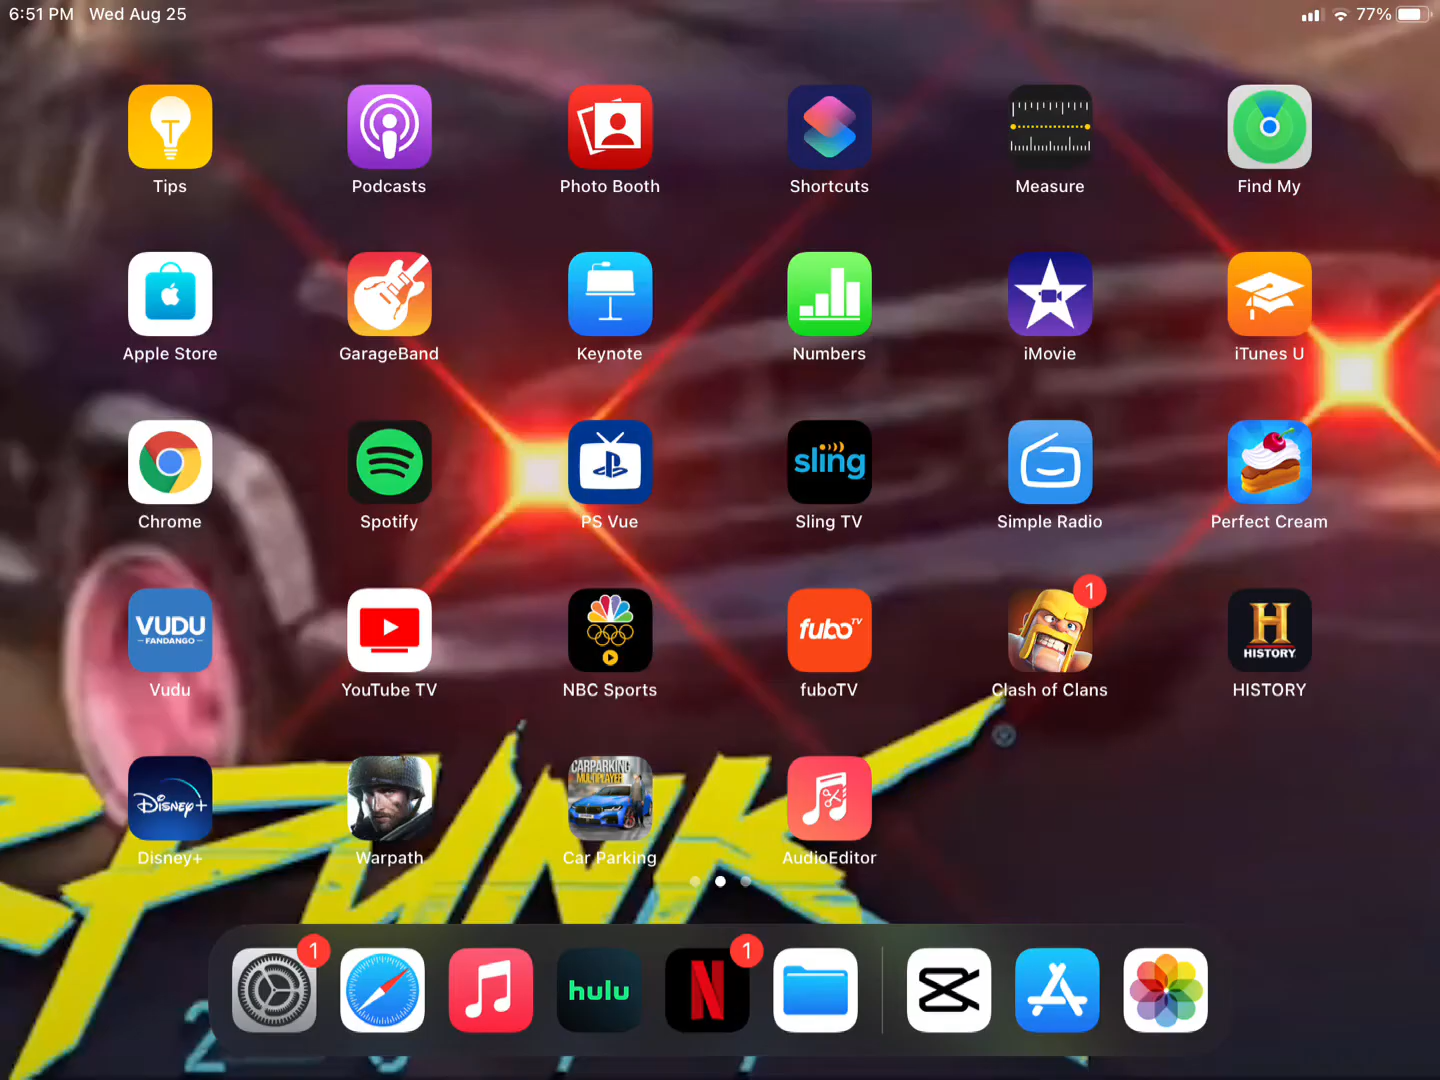 6:51 PM Wed Aug 25 77%
Tips Podcasts Photo Booth Shortcuts Measure Find My
Apple Store GarageBand Keynote Numbers iMovie iTunes U
sling
Chrome Spotify PS Vue Sling TV Simple Radio Perfect Cream
VUDU
FANDANGO
fubo TV
1
H
HISTORY
Vudu YouTube TV NBC Sports fuboTV Clash of Clans HISTORY
Disney+
CARPARKING
MULTIPLAYER
Disney+ Warpath Car Parking AudioEditor
PUNK
1
hulu
N
1
2